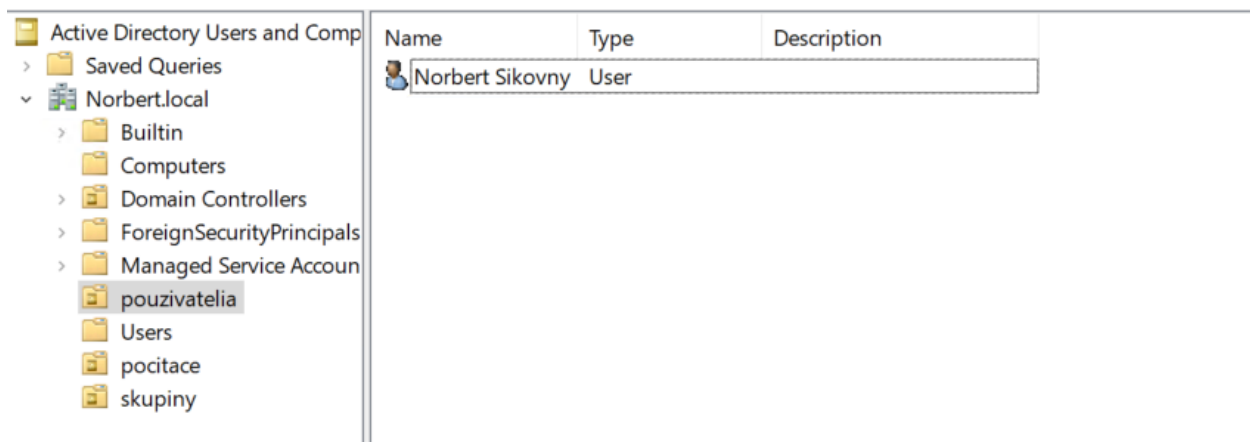 Active Directory Users and Comp
Saved Queries
Norbert.local
Builtin
Computers
Domain Controllers
ForeignSecurityPrincipals
Managed Service Accoun
pouzivatelia
Users
pocitace
skupiny
Name Type Description
Norbert Sikovny User